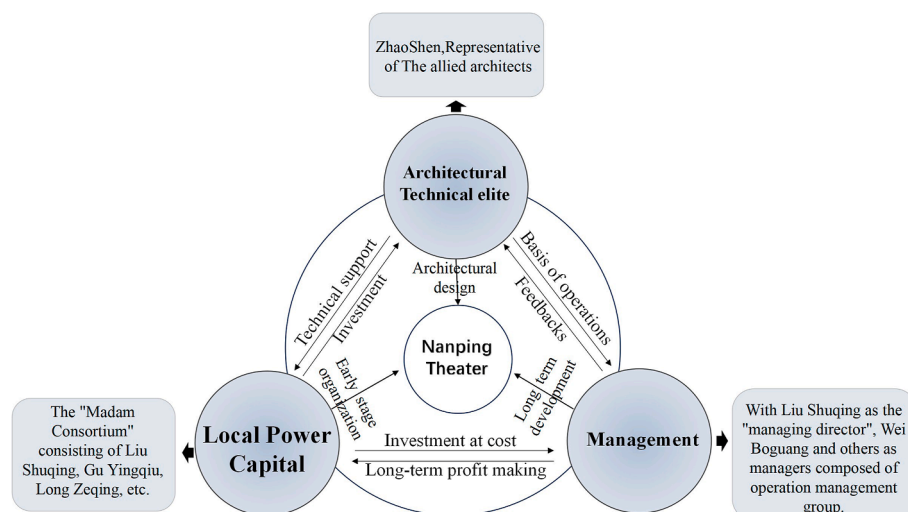 ZhaoShen,Representative
of The allied architects
Architectural
Technical elite
Technical support
Investment
Architectural
design
Basis of operations
Feedbacks
Nanping
Theater
Early stage
organization
Long term
development
The "Madam
Consortium"
consisting of Liu
Shuqing, Gu Yingqiu,
Long Zeqing, etc.
Local Power
Capital
Investment at cost
Long-term profit making
Management
With Liu Shuqing as the
"managing director", Wei
Boguang and others as
managers composed of
operation management
group.